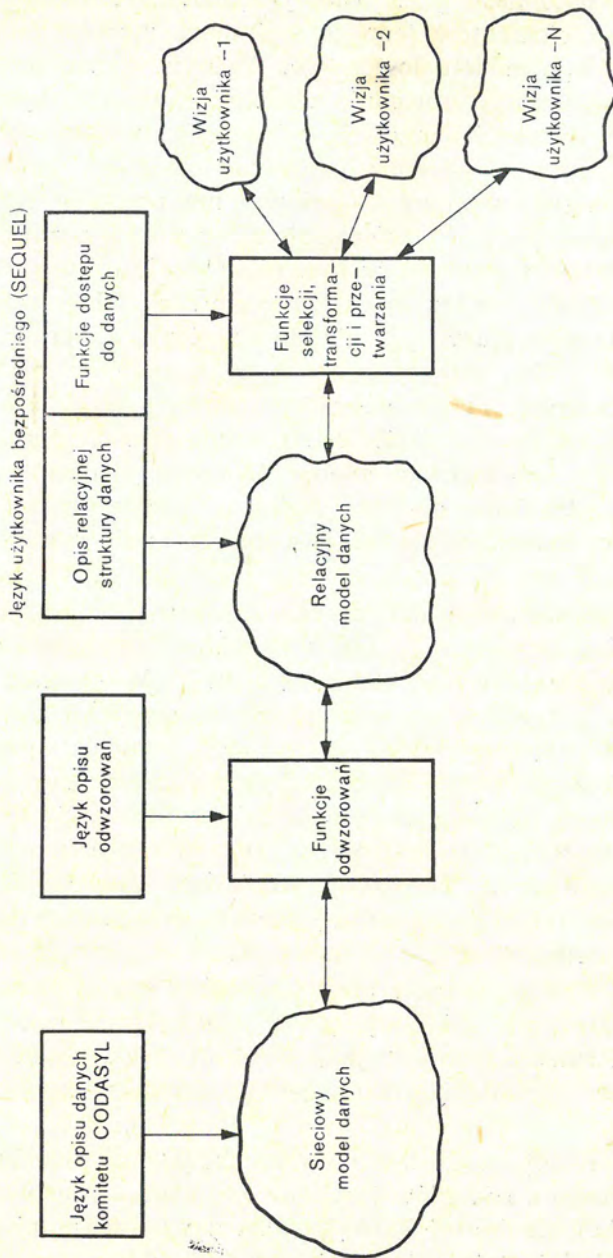 Język użytkownika bezpośredniego (SEQUEL)
Język opisu danych
komitetu CODASYL
Język opisu
odwzorowań
Opis relacyjnej
struktury danych
Funkcje dostępu
do danych
Sieciowy
model danych
Funkcje
odwzorowań
Relacyjny
model danych
Funkcje
selekcji,
transforma-
cji i prze-
twarzania
Wizja
użytkownika -1
Wizja
użytkownika -2
Wizja
użytkownika -N